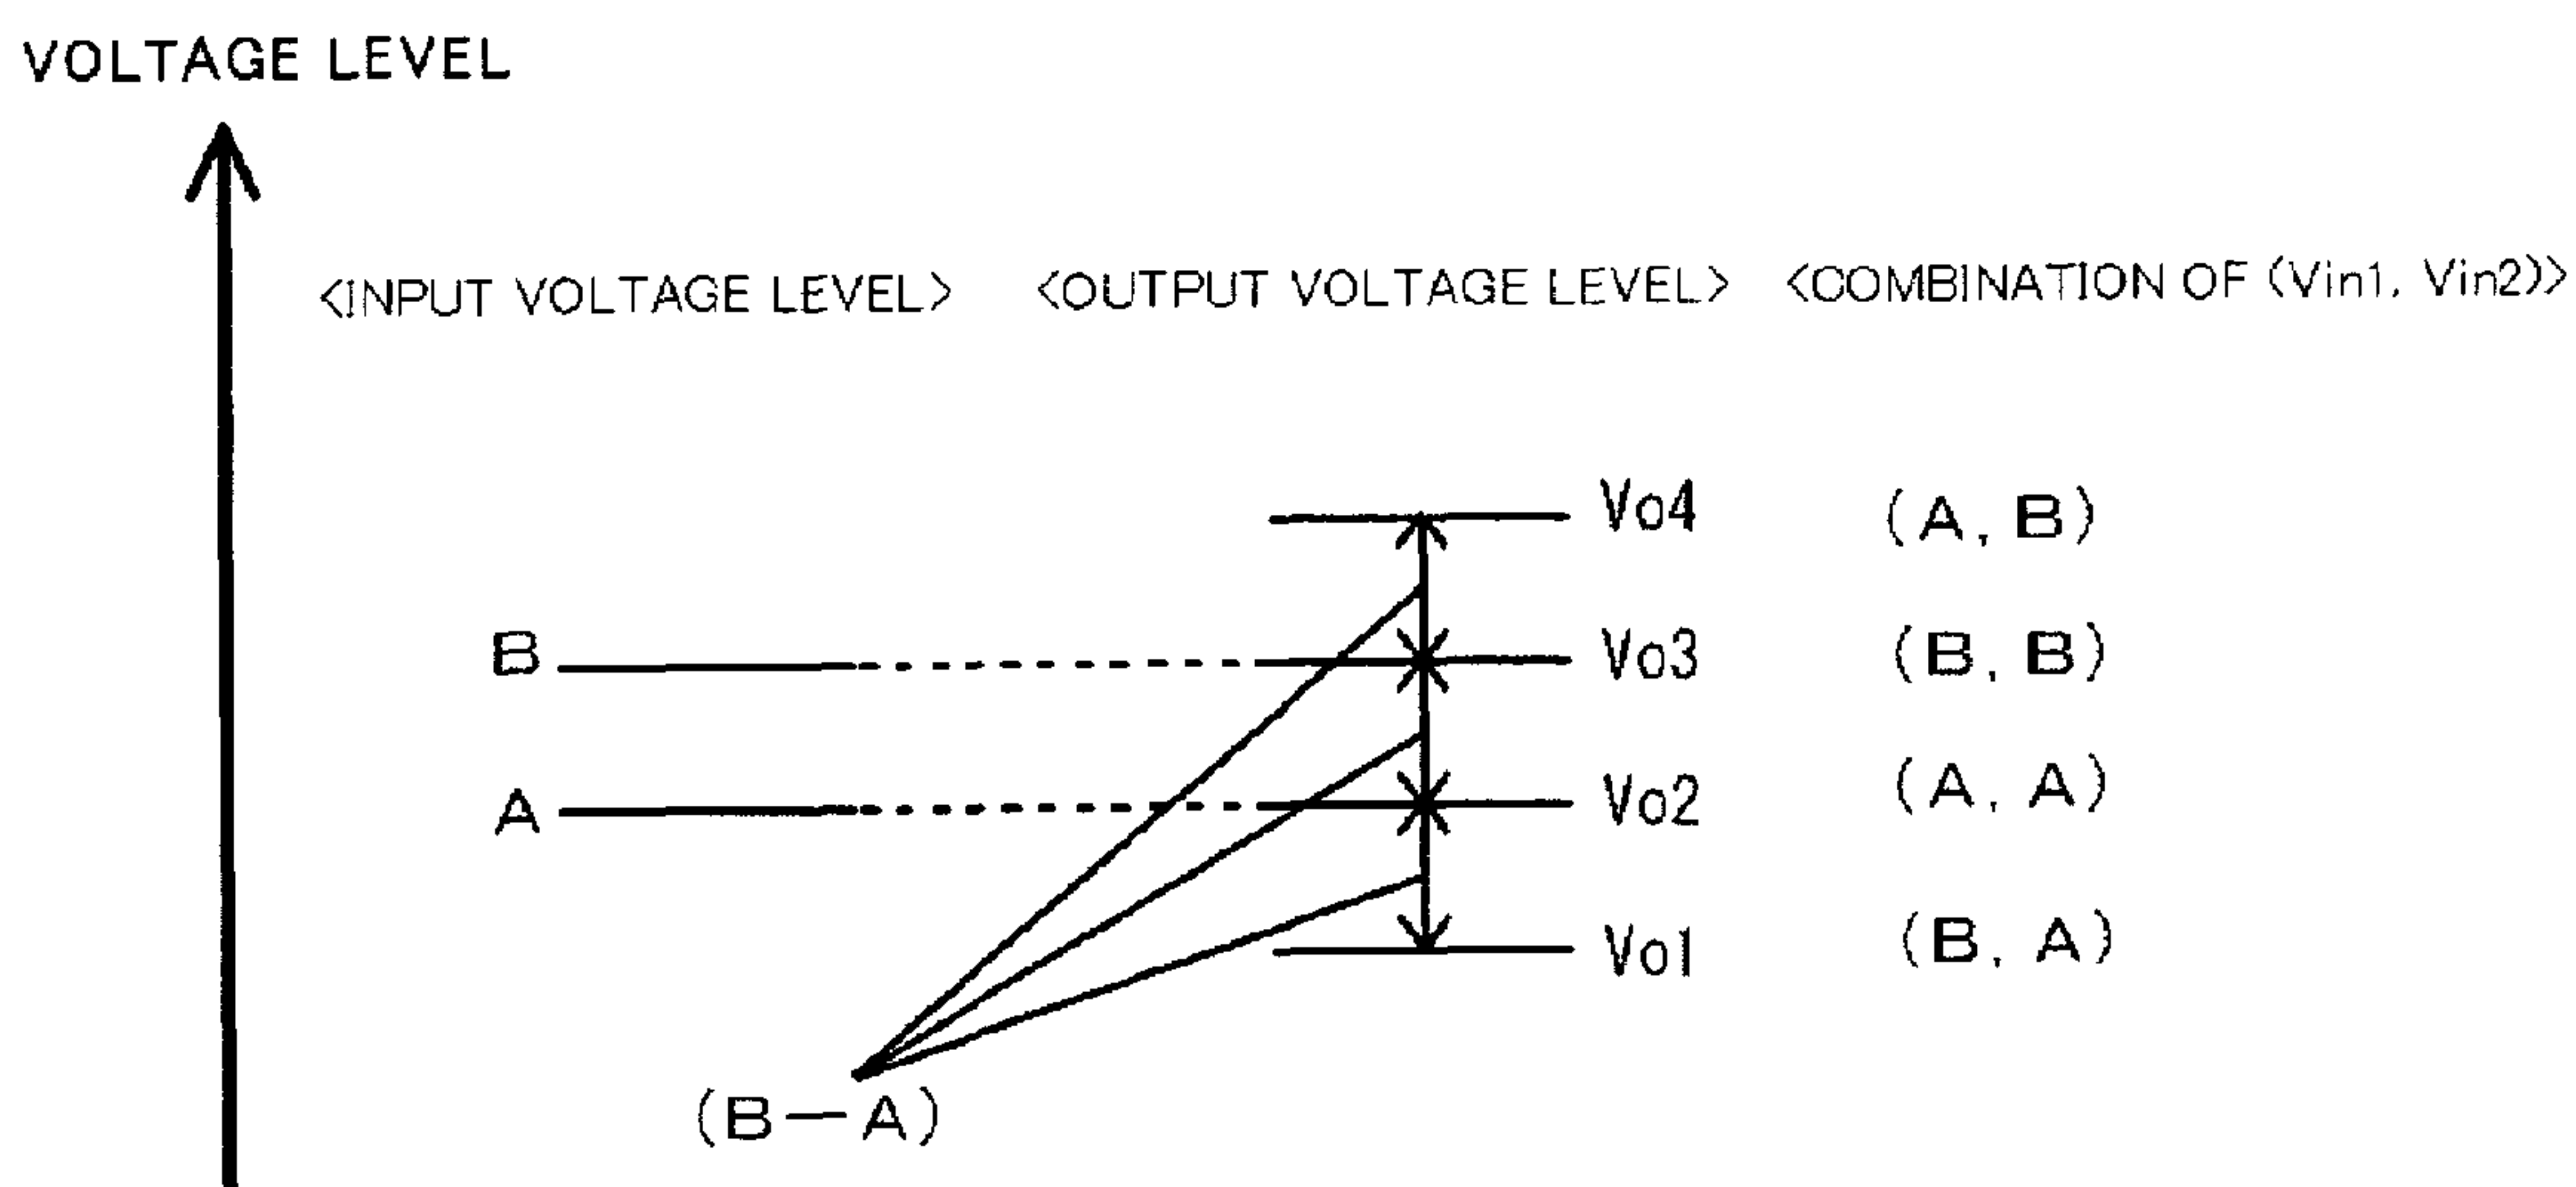 VOLTAGE LEVEL
<INPUT VOLTAGE LEVEL> <OUTPUT VOLTAGE LEVEL> <COMBINATION OF (Vin1, Vin2)>
Vo4 (A, B)
B Vo3 (B, B)
A Vo2 (A, A)
Vo1 (B, A)
(B-A)